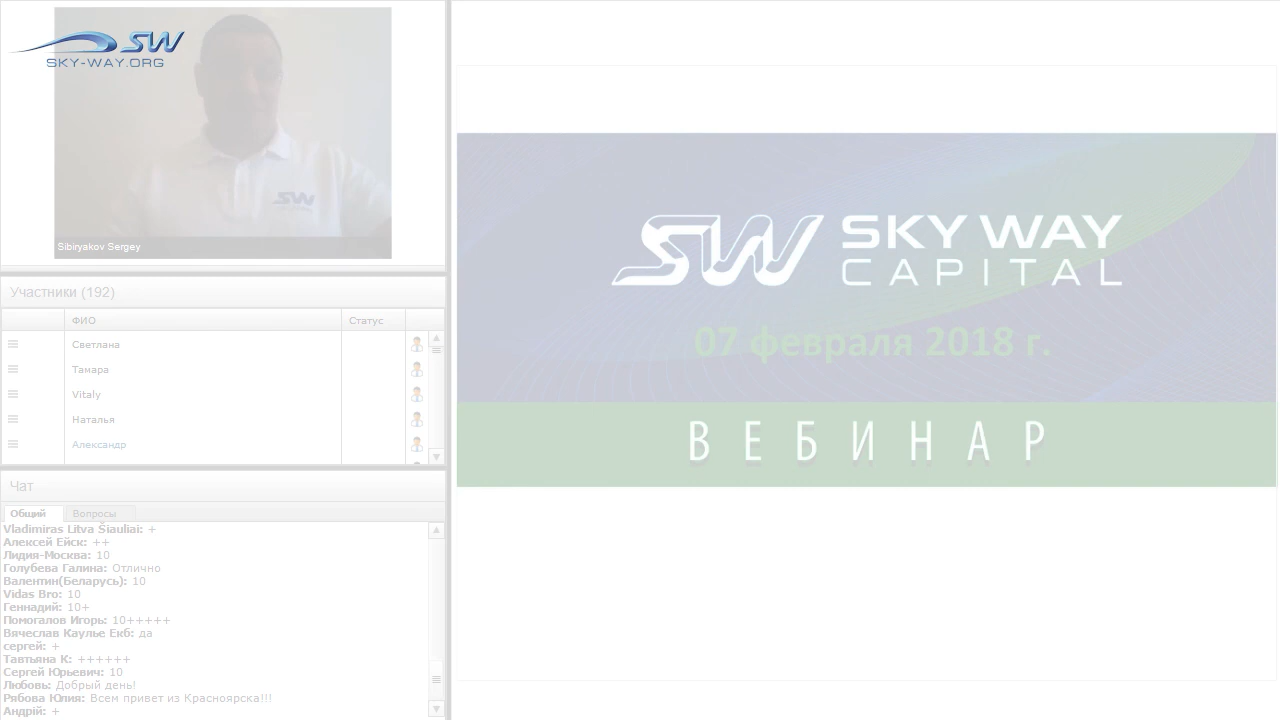 SW
SKY-WAY.ORG
SW
Sibiryakov Sergey
Участники (192)
ФИО
Статус
Светлана
Тамара
Vitaly
Наталья
Александр
Чат
Общий
Вопросы
Vladimiras Litva Šiauliai: +
Алексей Ейск: ++
Лидия-Москва: 10
Голубева Галина: Отлично
Валентин(Беларусь): 10
Vidas Bro: 10
Геннадий: 10+
Помогалов Игорь: 10+++++
Вячеслав Каулье Екб: да
сергей: +
Тавтьяна К: ++++++
Сергей Юрьевич: 10
Любовь: Добрый день!
Рябова Юлия: Всем привет из Красноярска!!!
Андрій: +
SW SKY WAY
CAPITAL
07 февраля 2018 г.
ВЕБИНАР